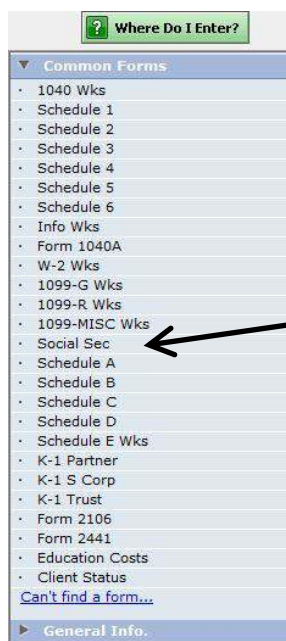 ? Where Do I Enter?
Common Forms
1040 Wks
Schedule 1
Schedule 2
Schedule 3
Schedule 4
Schedule 5
Schedule 6
Info Wks
Form 1040A
W-2 Wks
1099-G Wks
1099-R Wks
1099-MISC Wks
Social Sec
Schedule A
Schedule B
Schedule C
Schedule D
Schedule E Wks
K-1 Partner
K-1 S Corp
K-1 Trust
Form 2106
Form 2441
Education Costs
Client Status
Can't find a form...
General Info.